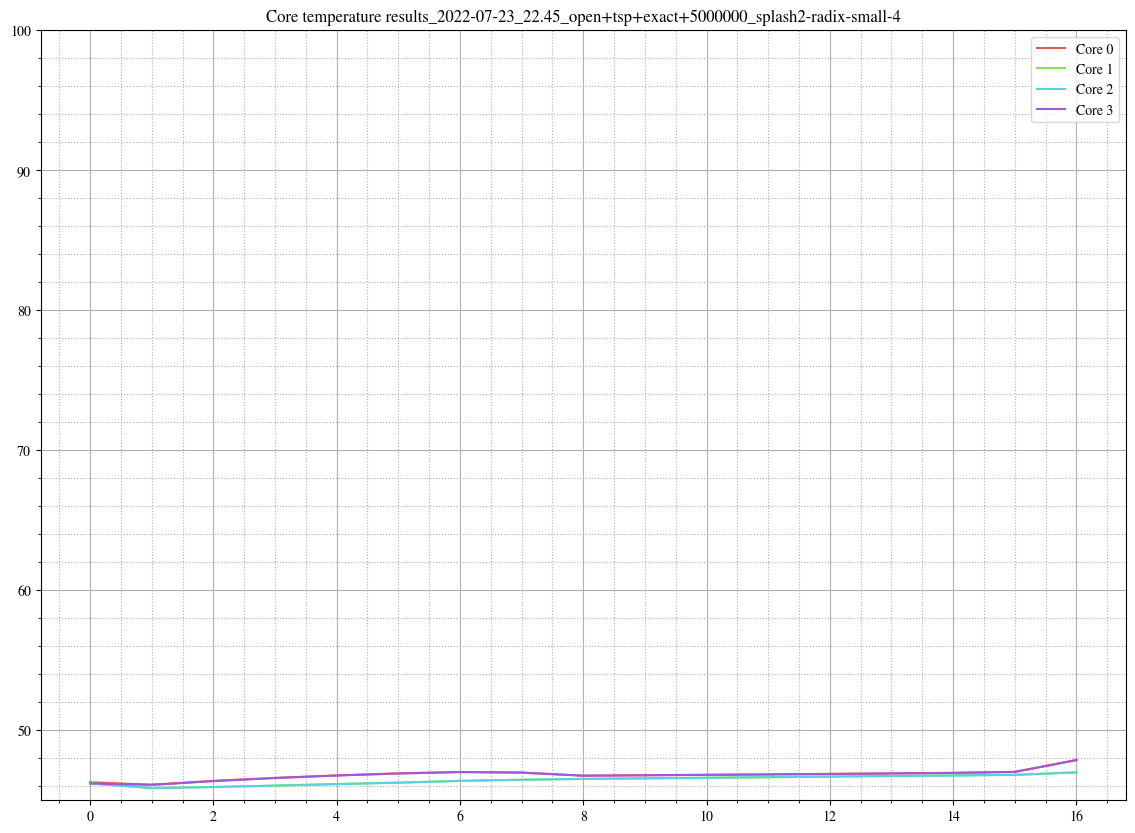 Core temperature results_2022-07-23_22.45_open+tsp+exact+5000000_splash2-radix-small-4
100
90
80
70
60
50
Core 0
Core 1
Core 2
Core 3
0 2 4 6 8 10 12 14 16